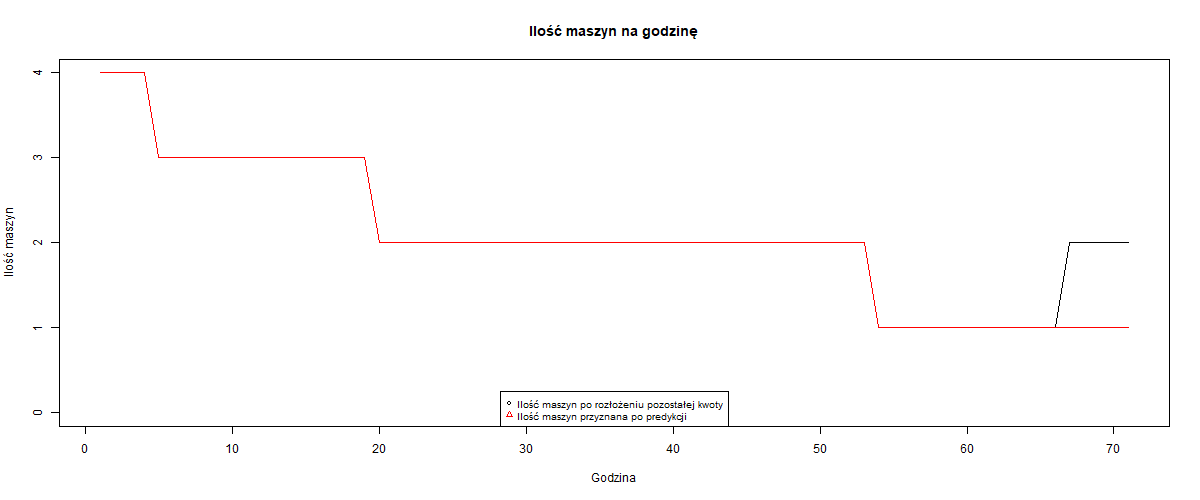 Ilość maszyn na godzinę
Ilość maszyn
4
3
2
1
0
Ilość maszyn po rozłożeniu pozostałej kwoty
Ilość maszyn przyznana po predykcji
0 10 20 30 40 50 60 70
Godzina